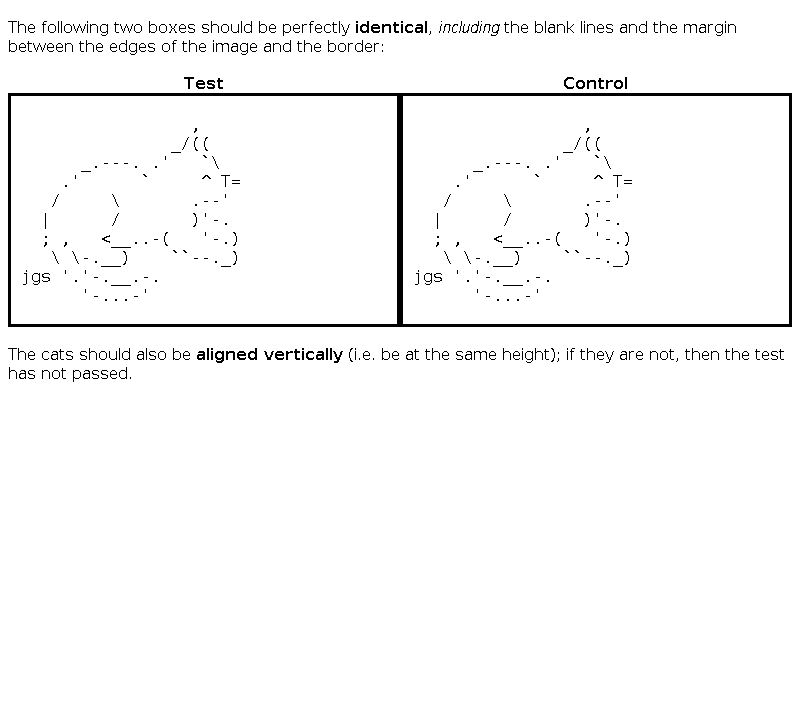 The following two boxes should be perfectly identical, including the blank lines and the margin
between the edges of the image and the border:
Test Control
                 ,                                      ,
               _/((                                   _/((
      _.---. .'   `\                         _.---. .'   `\
    .'      `     ^ T=                     .'      `     ^ T=
   /     \       .--'                     /     \       .--'
  |      /       )'-.                    |      /       )'-.
  ; ,   <__..-(   '-.)                   ; ,   <__..-(   '-.)
   \ \-.__)    ``--._)                    \ \-.__)    ``--._)
jgs '.'-.__.-.                         jgs '.'-.__.-.
      '-...-'                                '-...-'
The cats should also be aligned vertically (i.e. be at the same height); if they are not, then the test
has not passed.